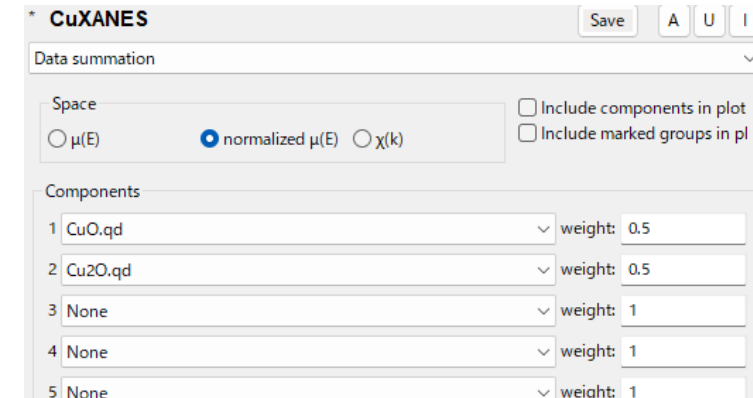 * CuXANES Save A U I
Data summation
Space
μ(E) normalized μ(E) χ(k)
Include components in plot
Include marked groups in pl
Components
1 CuO.qd weight: 0.5
2 Cu2O.qd weight: 0.5
3 None weight: 1
4 None weight: 1
5 None weight: 1